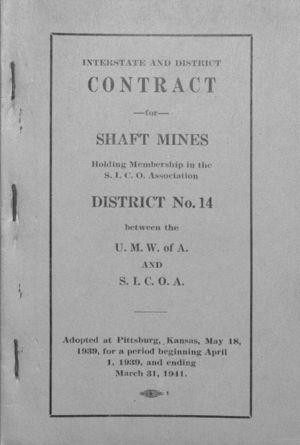 INTERSTATE AND DISTRICT
CONTRACT
—for—
SHAFT MINES
Holding Membership in the
S. I. C. O. Association
DISTRICT No. 14
between the
U. M. W. of A.
AND
S. I. C. O. A.
Adopted at Pittsburg, Kansas, May 18,
1939, for a period beginning April
1, 1939, and ending
March 31, 1941.
1